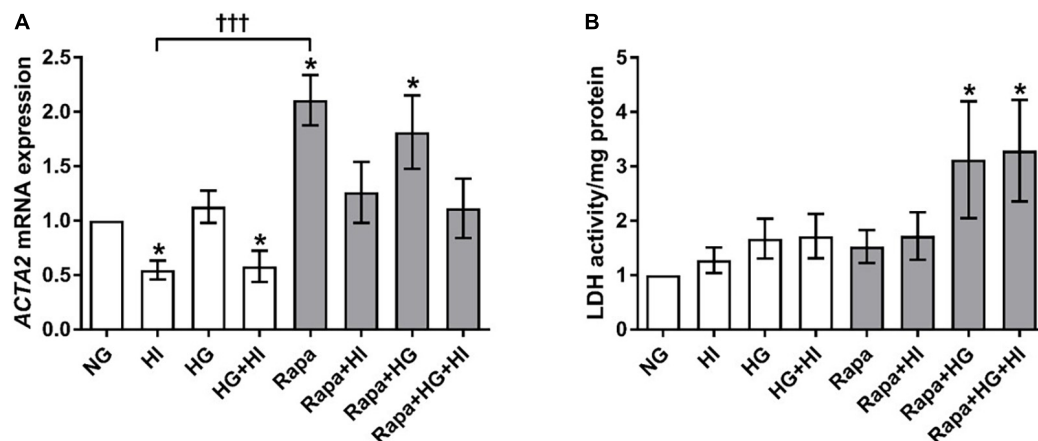 A
†††
ACTA2 mRNA expression
2.5
2.0
1.5
1.0
0.5
0.0
*
*
*
*
NG
HI
HG
HG+HI
Rapa
Rapa+HI
Rapa+HG
Rapa+HG+HI
B
LDH activity/mg protein
5
4
3
2
1
0
*
*
NG
HI
HG
HG+HI
Rapa
Rapa+HI
Rapa+HG
Rapa+HG+HI